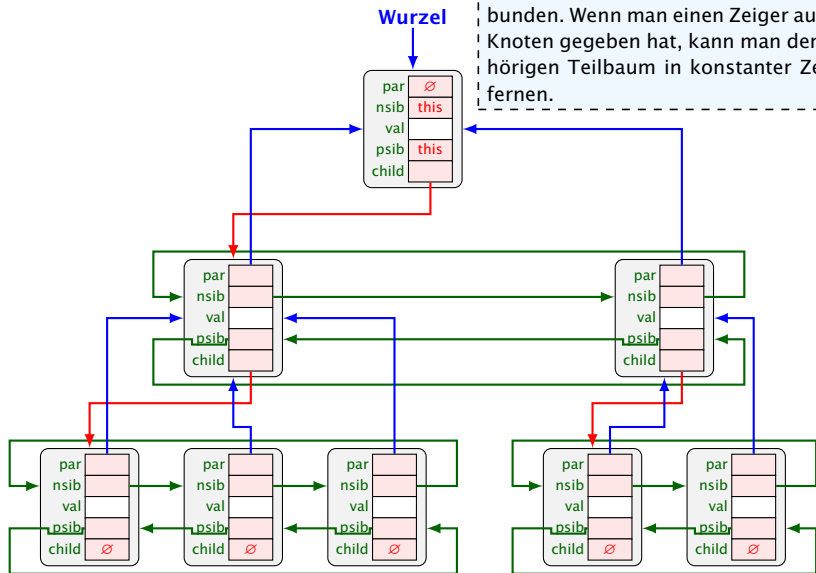 bunden. Wenn man einen Zeiger au
Knoten gegeben hat, kann man der
hörigen Teilbaum in konstanter Ze
fernen.
Wurzel
par ∅
nsib this
val
psib this
child
par
nsib
val
psib
child
par
nsib
val
psib
child
par
nsib
val
psib
child ∅
par
nsib
val
psib
child ∅
par
nsib
val
psib
child ∅
par
nsib
val
psib
child ∅
par
nsib
val
psib
child ∅